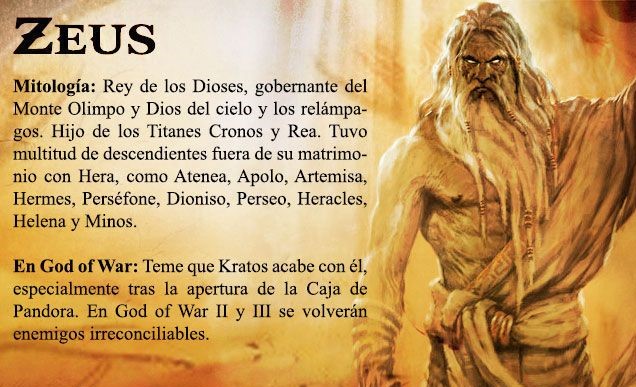 ZEUS
Mitología: Rey de los Dioses, gobernante del
Monte Olimpo y Dios del cielo y los relámpa-
gos. Hijo de los Titanes Cronos y Rea. Tuvo
multitud de descendientes fuera de su matrimo-
nio con Hera, como Atenea, Apolo, Artemisa,
Hermes, Perséfone, Dioniso, Perseo, Heracles,
Helena y Minos.
En God of War: Teme que Kratos acabe con él,
especialmente tras la apertura de la Caja de
Pandora. En God of War II y III se volverán
enemigos irreconciliables.